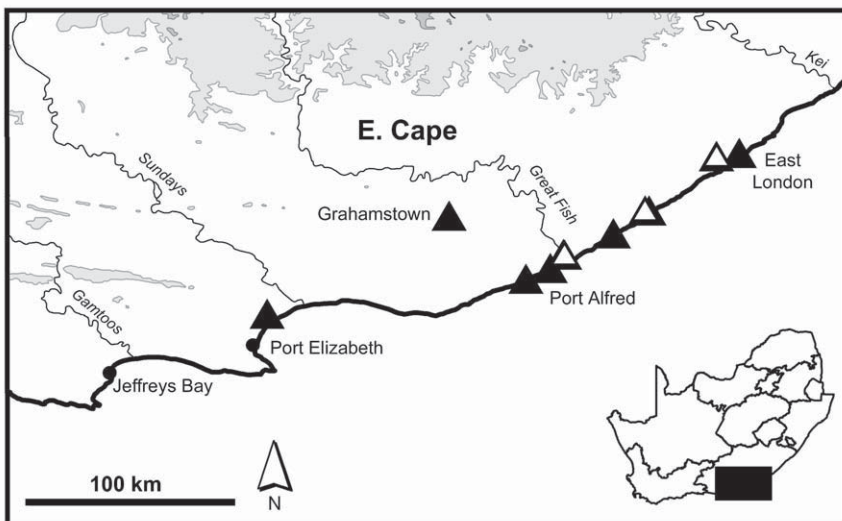 Kei
E. Cape
Sundays
Great Fish
East
London
Grahamstown
Gamtoos
Port Alfred
Port Elizabeth
Jeffreys Bay
100 km
N